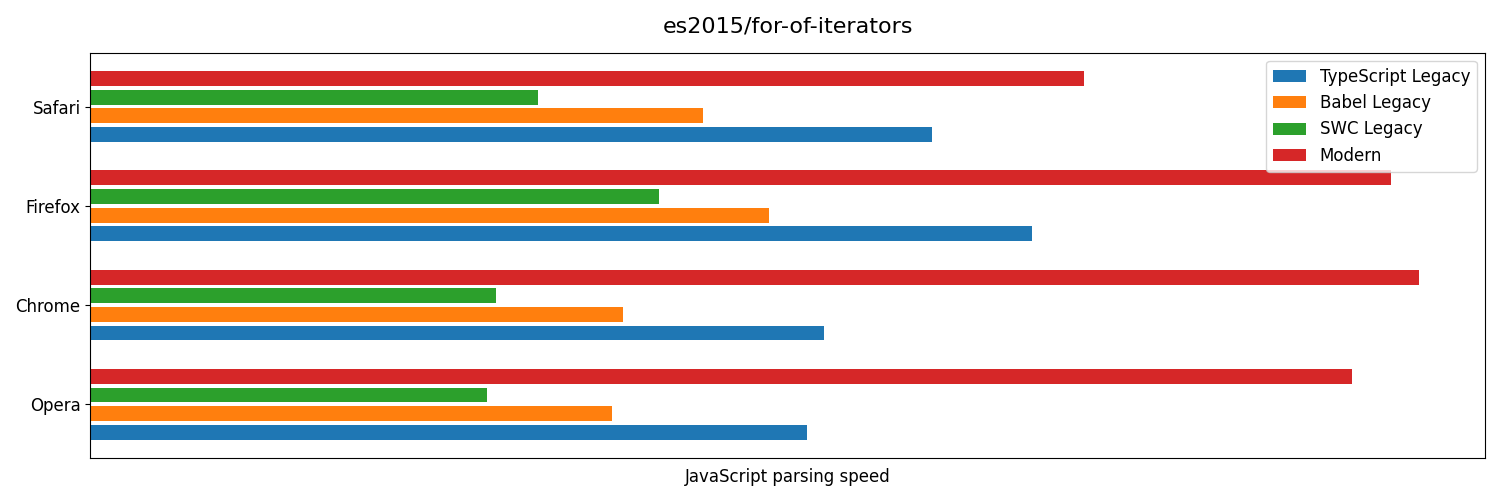 es2015/for-of-iterators
TypeScript Legacy
Babel Legacy
SWC Legacy
Modern
Safari
Firefox
Chrome
Opera
JavaScript parsing speed